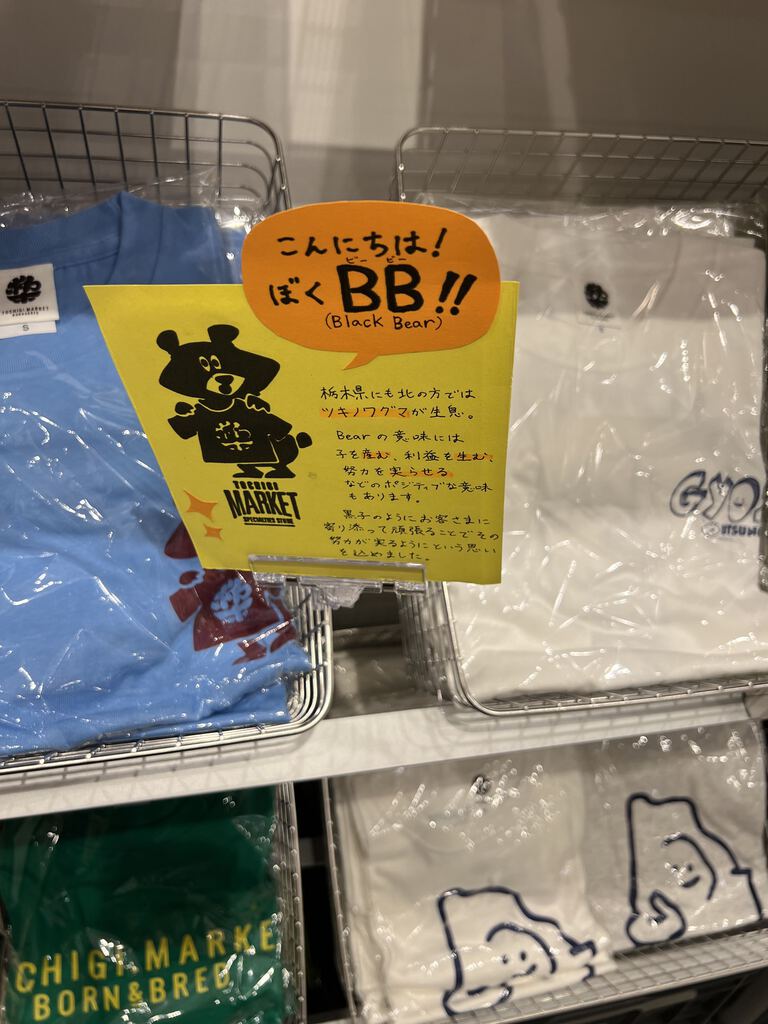 こんにちは!
ぼくBB!!
ビー ビー
(Black Bear)
栃木県にも北の方では
ツキノワグマが生息。
Bearの意味には
子を産む、利益を生む、
努力を実らせる
などのポジティブな意味
もあります。
黒子のようにお客さまに
寄り添って頑張ることでその
努力が実るようにという思い
を込めました。
TOCHIGI
MARKET
SPECIALTIES STORE
TOCHIGI MARKET
S
GYO
UTSUN
CHIGI MARKE
BORN&BRED